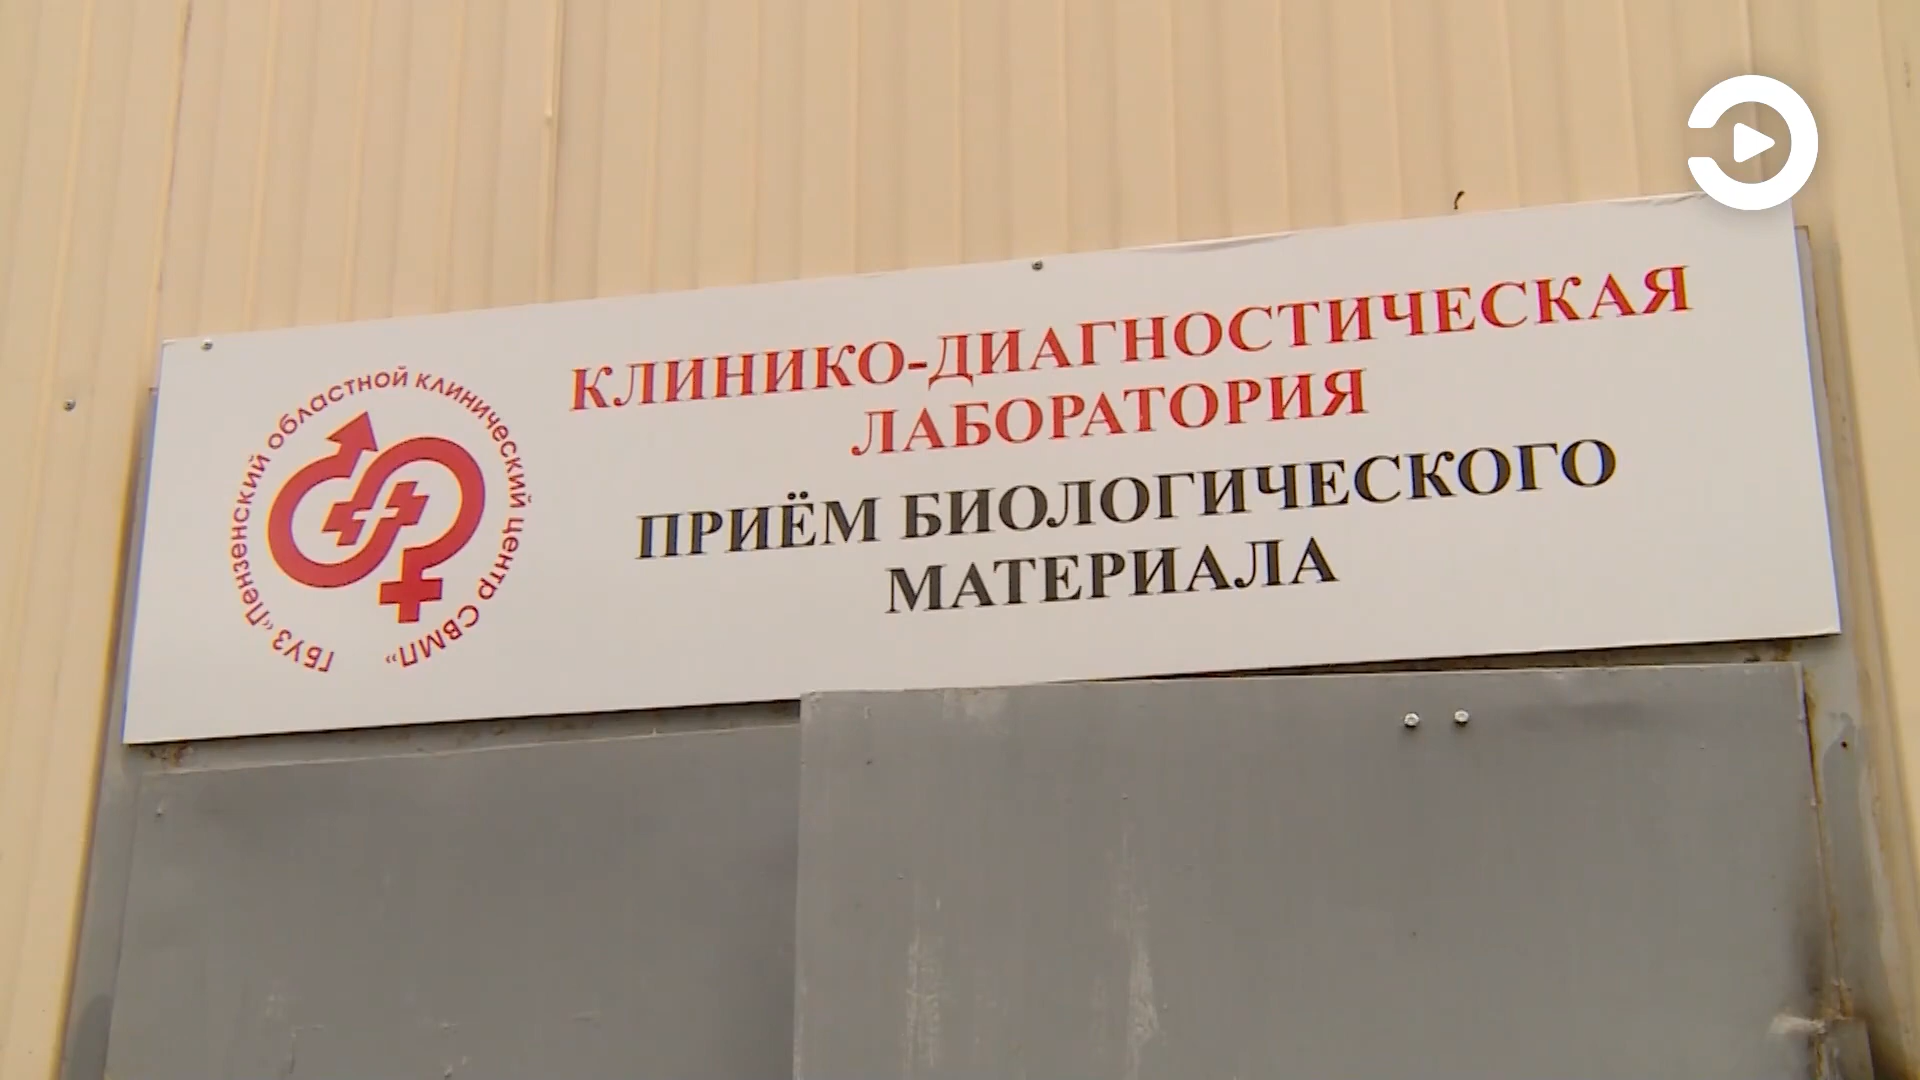 ГБУЗ «Пензенский областной клинический центр СВМП»
КЛИНИКО-ДИАГНОСТИЧЕСКАЯ
ЛАБОРАТОРИЯ
ПРИЁМ БИОЛОГИЧЕСКОГО
МАТЕРИАЛА